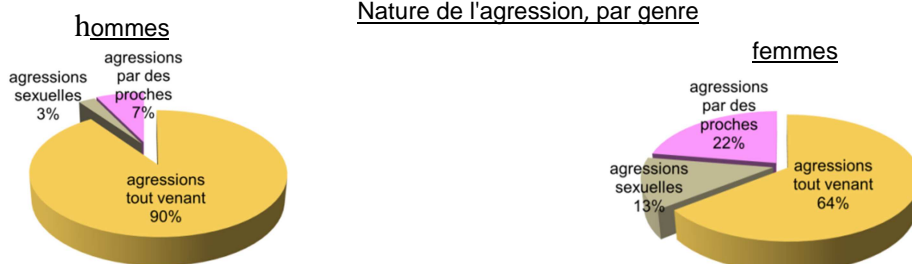 Nature de l'agression, par genre
hommes
agressions
sexuelles
3%
agressions
par des
proches
7%
agressions
tout venant
90%
femmes
agressions
par des
proches
22%
agressions
sexuelles
13%
agressions
tout venant
64%